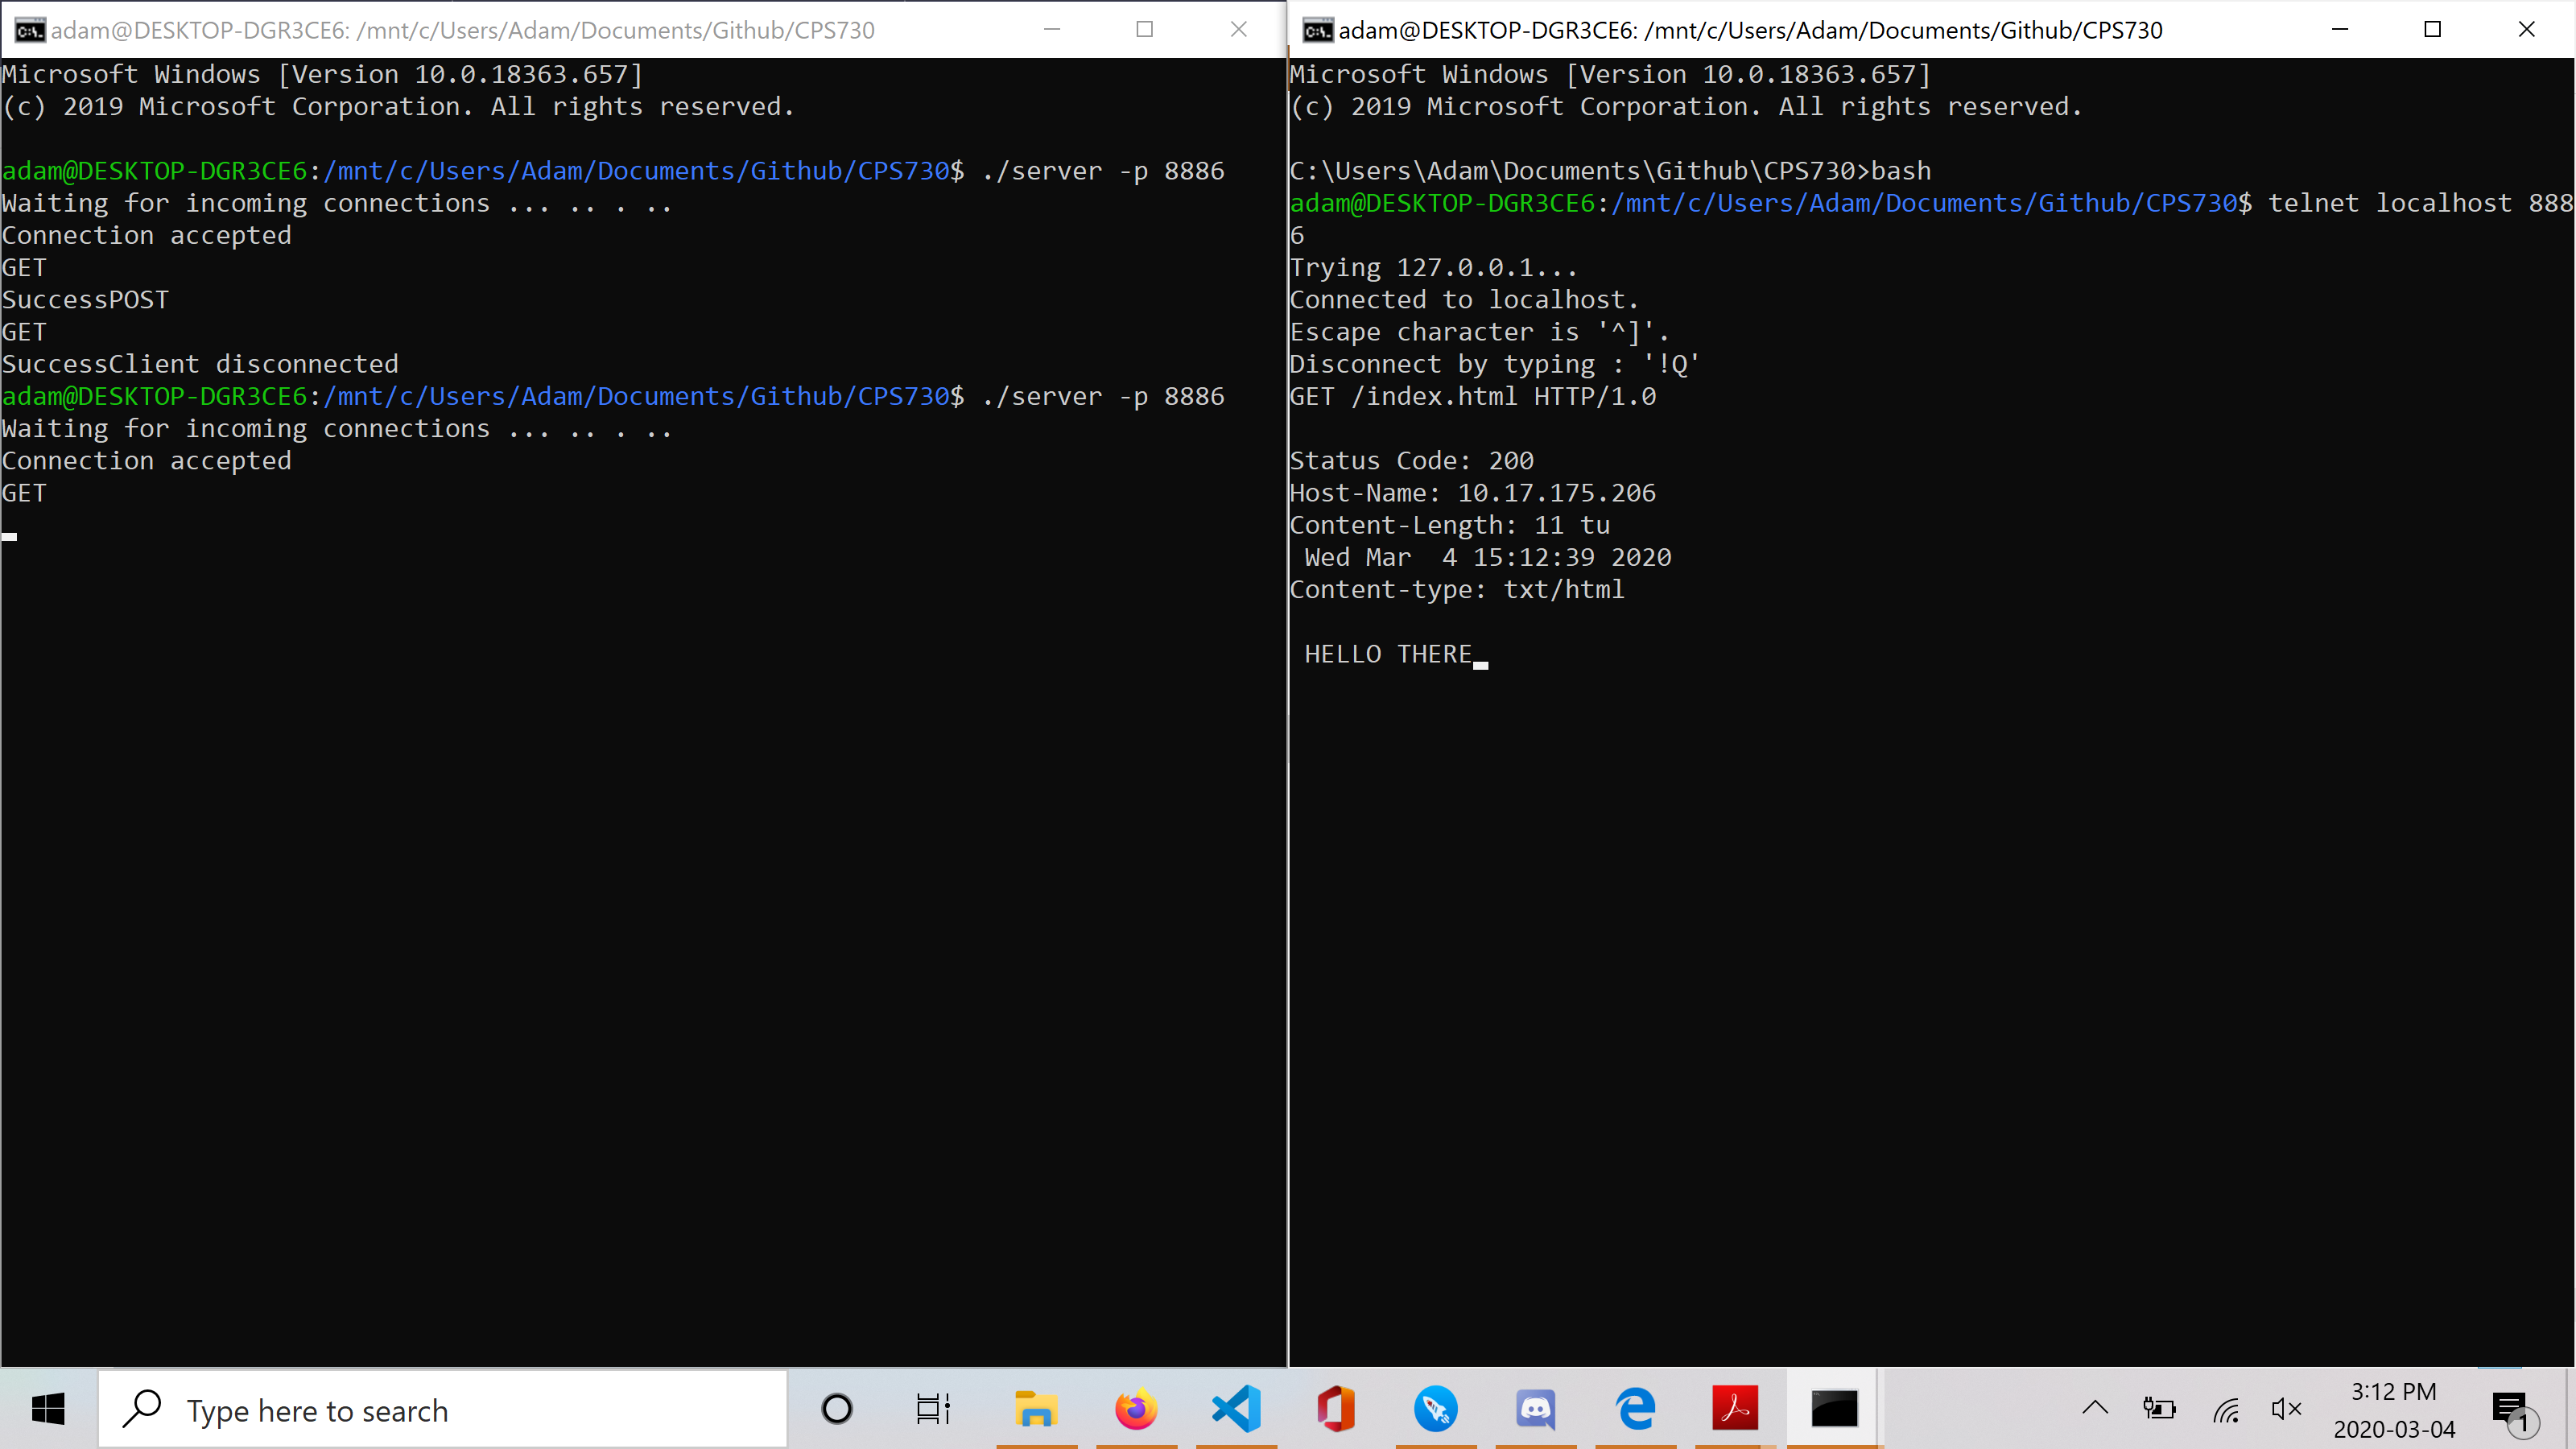 adam@DESKTOP-DGR3CE6: /mnt/c/Users/Adam/Documents/Github/CPS730
Microsoft Windows [Version 10.0.18363.657]
(c) 2019 Microsoft Corporation. All rights reserved.
adam@DESKTOP-DGR3CE6:/mnt/c/Users/Adam/Documents/Github/CPS730$ ./server -p 8886
Waiting for incoming connections ... .. . ..
Connection accepted
GET
SuccessPOST
GET
SuccessClient disconnected
adam@DESKTOP-DGR3CE6:/mnt/c/Users/Adam/Documents/Github/CPS730$ ./server -p 8886
Waiting for incoming connections ... .. . ..
Connection accepted
GET
adam@DESKTOP-DGR3CE6: /mnt/c/Users/Adam/Documents/Github/CPS730
Microsoft Windows [Version 10.0.18363.657]
(c) 2019 Microsoft Corporation. All rights reserved.
C:\Users\Adam\Documents\Github\CPS730>bash
adam@DESKTOP-DGR3CE6:/mnt/c/Users/Adam/Documents/Github/CPS730$ telnet localhost 888
6
Trying 127.0.0.1...
Connected to localhost.
Escape character is '^]'.
Disconnect by typing : '!Q'
GET /index.html HTTP/1.0
Status Code: 200
Host-Name: 10.17.175.206
Content-Length: 11 tu
Wed Mar  4 15:12:39 2020
Content-type: txt/html
HELLO THERE
Type here to search
3:12 PM
2020-03-04
1